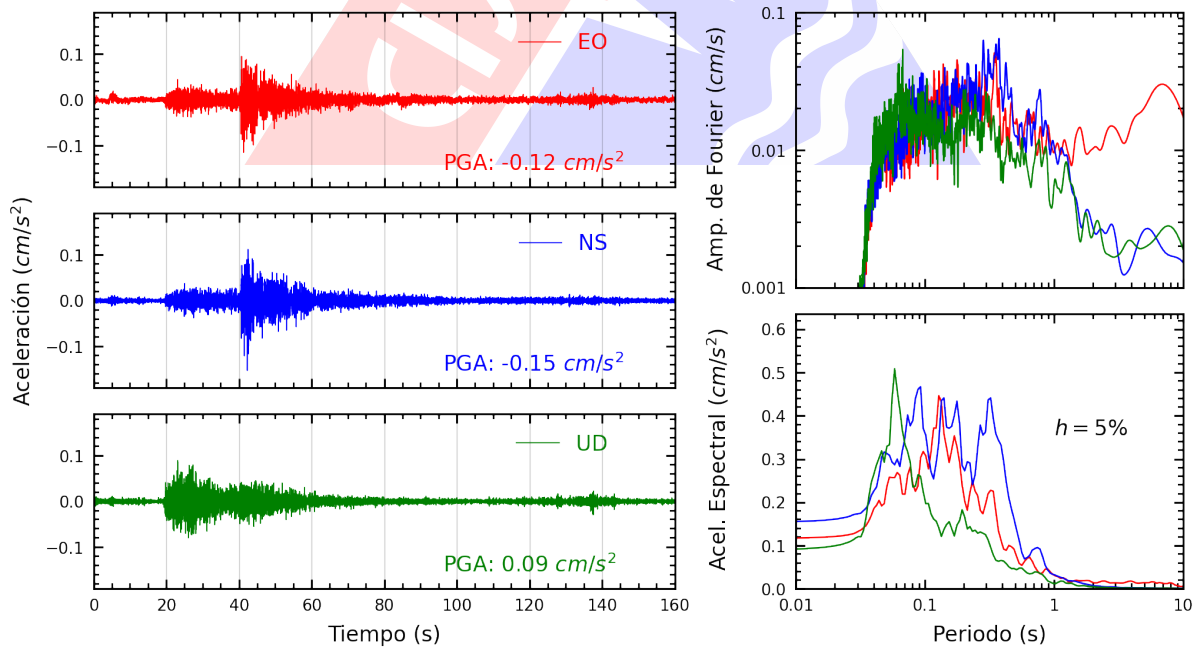 EO
0.1
0.0
−0.1
PGA: -0.12 cm/s²
NS
0.1
0.0
−0.1
PGA: -0.15 cm/s²
UD
0.1
0.0
−0.1
PGA: 0.09 cm/s²
0 20 40 60 80 100 120 140 160
Tiempo (s)
Aceleración (cm/s²)
0.1
0.01
0.001
Amp. de Fourier (cm/s)
0.6
0.5
0.4
0.3
0.2
0.1
0.0
h = 5%
Acel. Espectral (cm/s²)
0.01 0.1 1 10
Periodo (s)